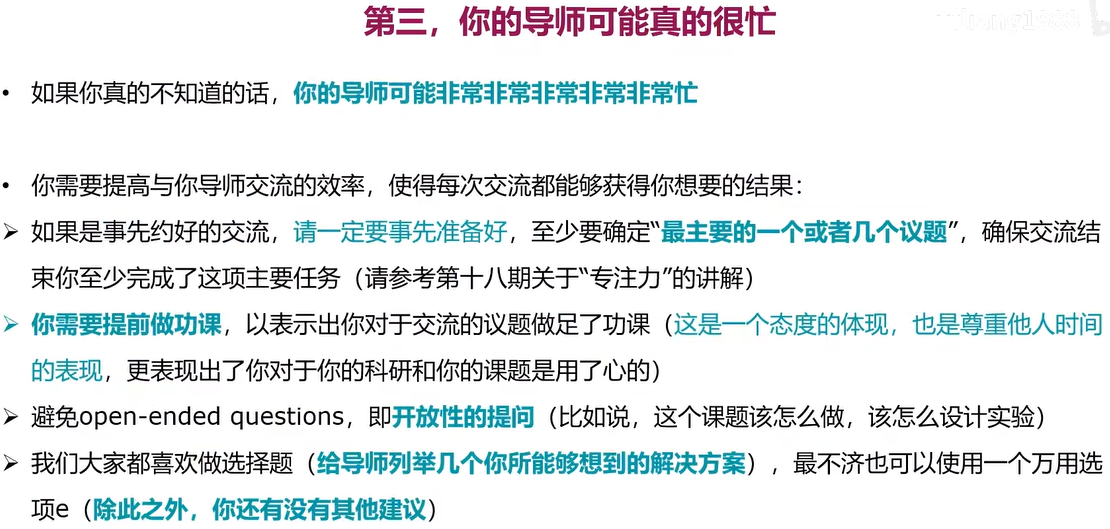 第三，你的导师可能真的很忙
• 如果你真的不知道的话，你的导师可能非常非常非常非常非常忙
• 你需要提高与你导师交流的效率，使得每次交流都能够获得你想要的结果：
➢ 如果是事先约好的交流，请一定要事先准备好，至少要确定“最主要的一个或者几个议题”，确保交流结
束你至少完成了这项主要任务（请参考第十八期关于“专注力”的讲解）
➢ 你需要提前做功课，以表示出你对于交流的议题做足了功课（这是一个态度的体现，也是尊重他人时间
的表现，更表现出了你对于你的科研和你的课题是用了心的）
➢ 避免open-ended questions，即开放性的提问（比如说，这个课题该怎么做，该怎么设计实验）
➢ 我们大家都喜欢做选择题（给导师列举几个你所能够想到的解决方案），最不济也可以使用一个万用选
项e（除此之外，你还有没有其他建议）